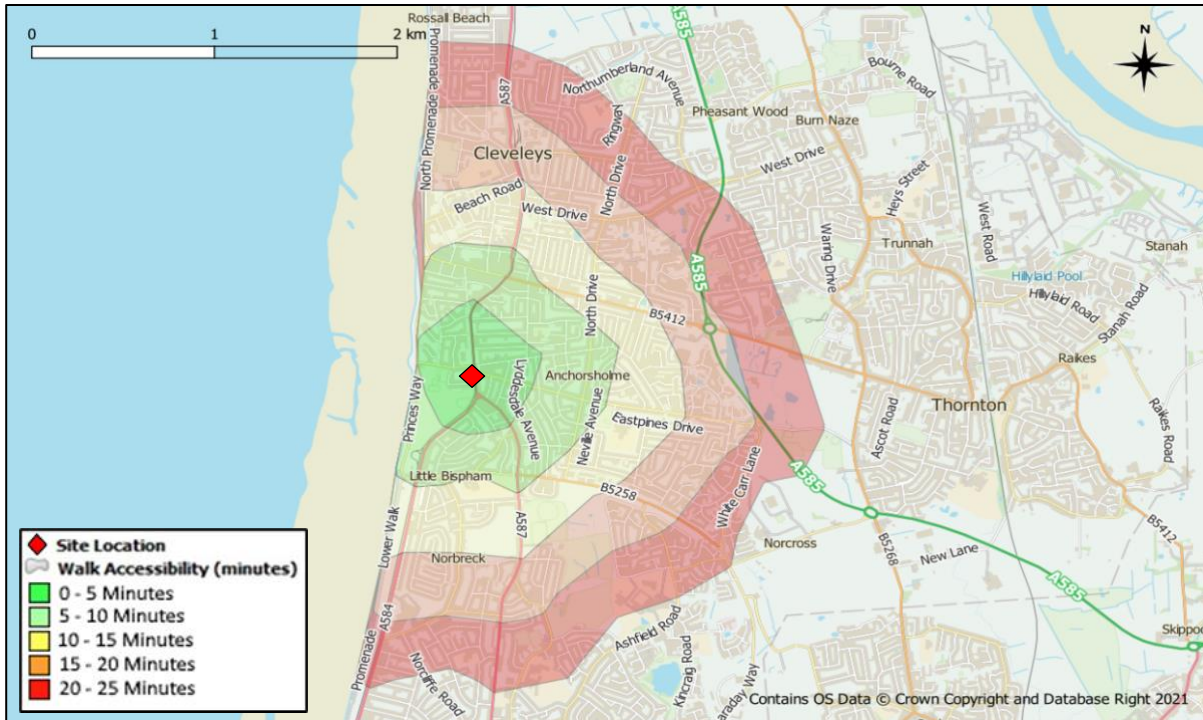 Rossall Beach
0 1 2 km
N
A585
A587
North Promenade
Promenade
Northumberland Avenue
Bourne Road
Ringway
Pheasant Wood
Burn Naze
Cleveleys
West Drive
North Drive
Heys Street
Beach Road
West Drive
West Road
Waring Drive
Trunnah
Stanah
A585
Hillylaid Pool
Hillylaid Road
Stanah Road
North Drive
B5412
Raikes
Lyddesdale Avenue
Anchorsholme
Princes Way
Thornton
Neville Avenue
Eastpines Drive
Ascot Road
Raikes Road
Little Bispham
White Carr Lane
A585
B5258
A587
Lower Walk
B5412
Norcross
New Lane
Norbreck
B5268
A585
A584
Promenade
Ashfield Road
Skippoo
Norcliffe Road
Kincraig Road
Site Location
Walk Accessibility (minutes)
0 - 5 Minutes
5 - 10 Minutes
10 - 15 Minutes
15 - 20 Minutes
20 - 25 Minutes
araday Way
Contains OS Data © Crown Copyright and Database Right 2021